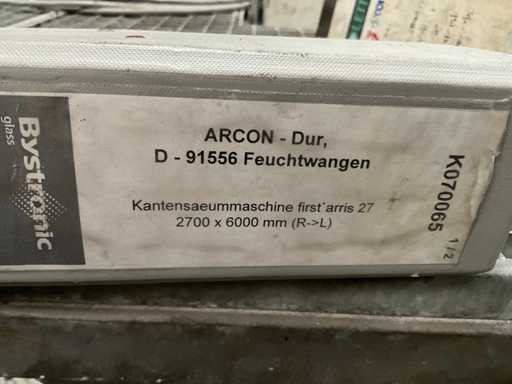 Bystronic
glass
ARCON - Dur,
D - 91556 Feuchtwangen
Kantensaeummaschine first`arris 27
2700 x 6000 mm (R->L)
K070065
1/2